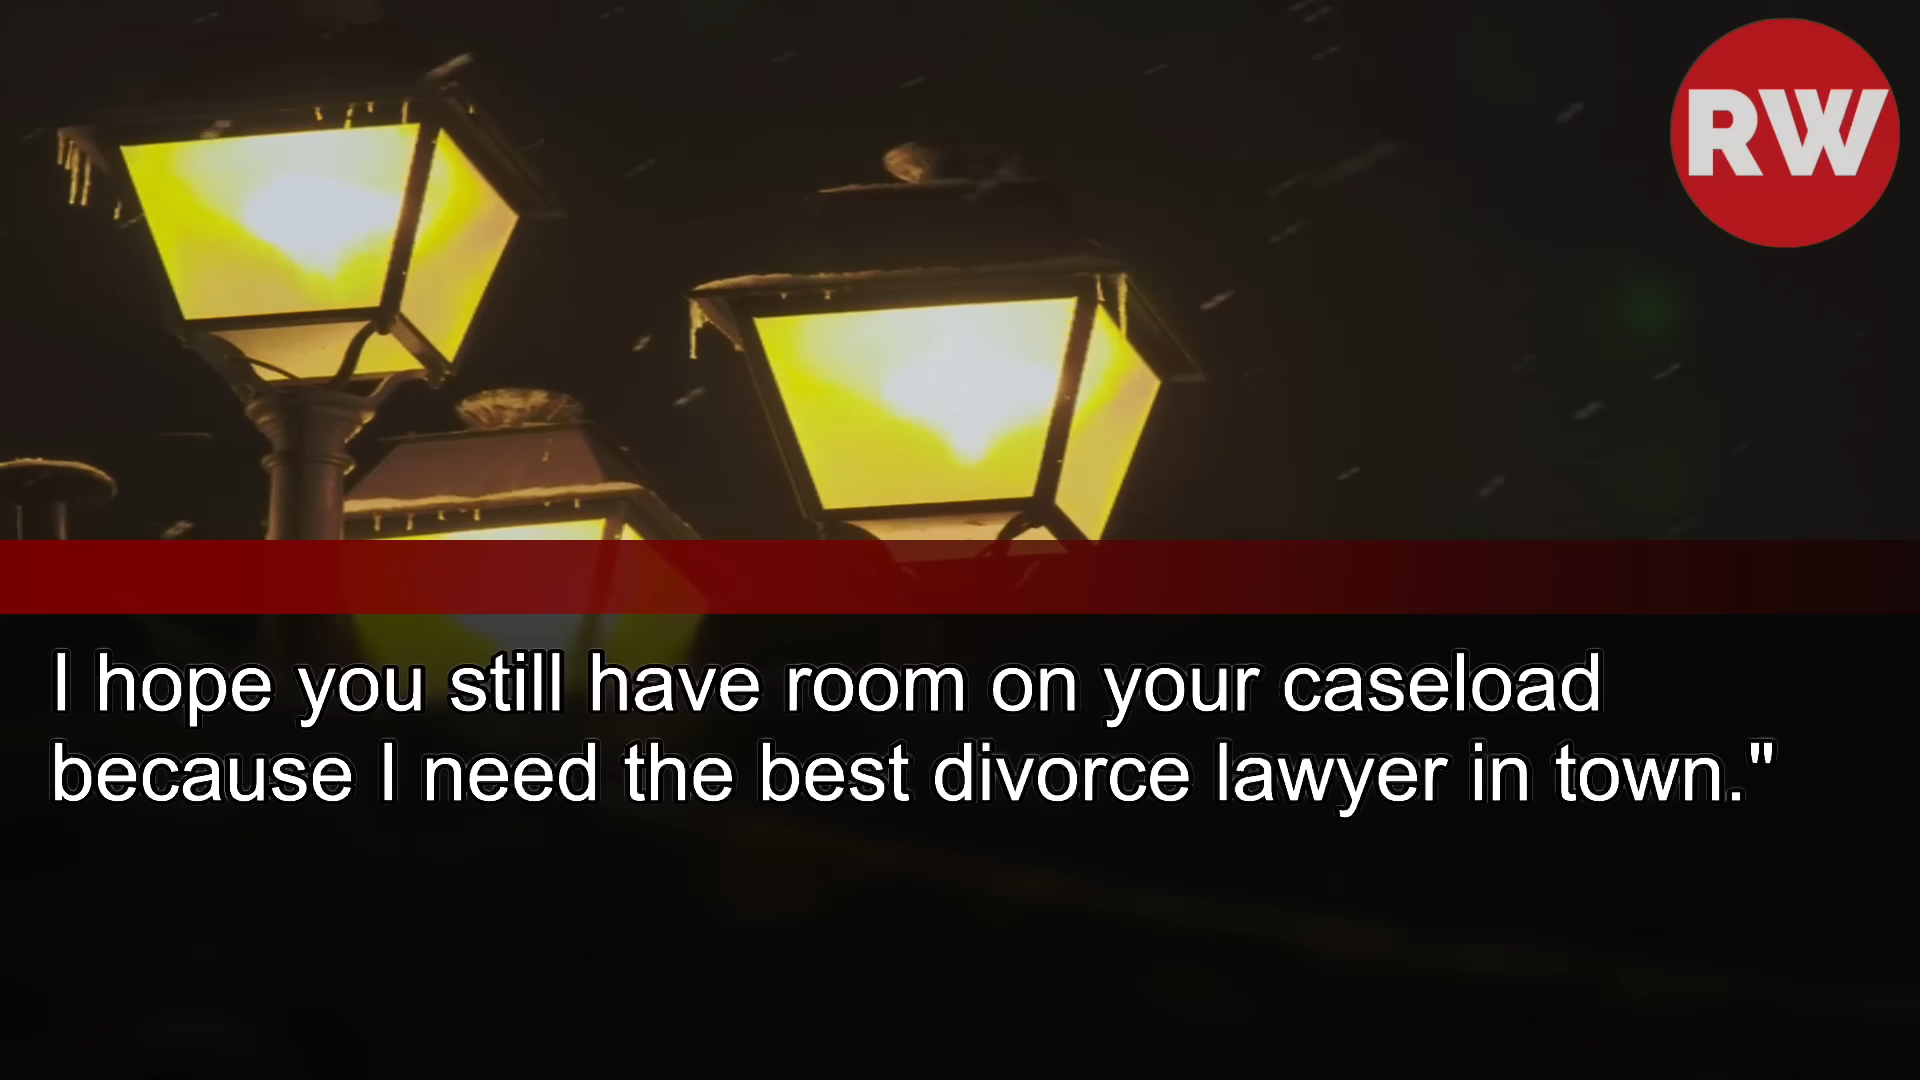 RW
I hope you still have room on your caseload
because I need the best divorce lawyer in town."